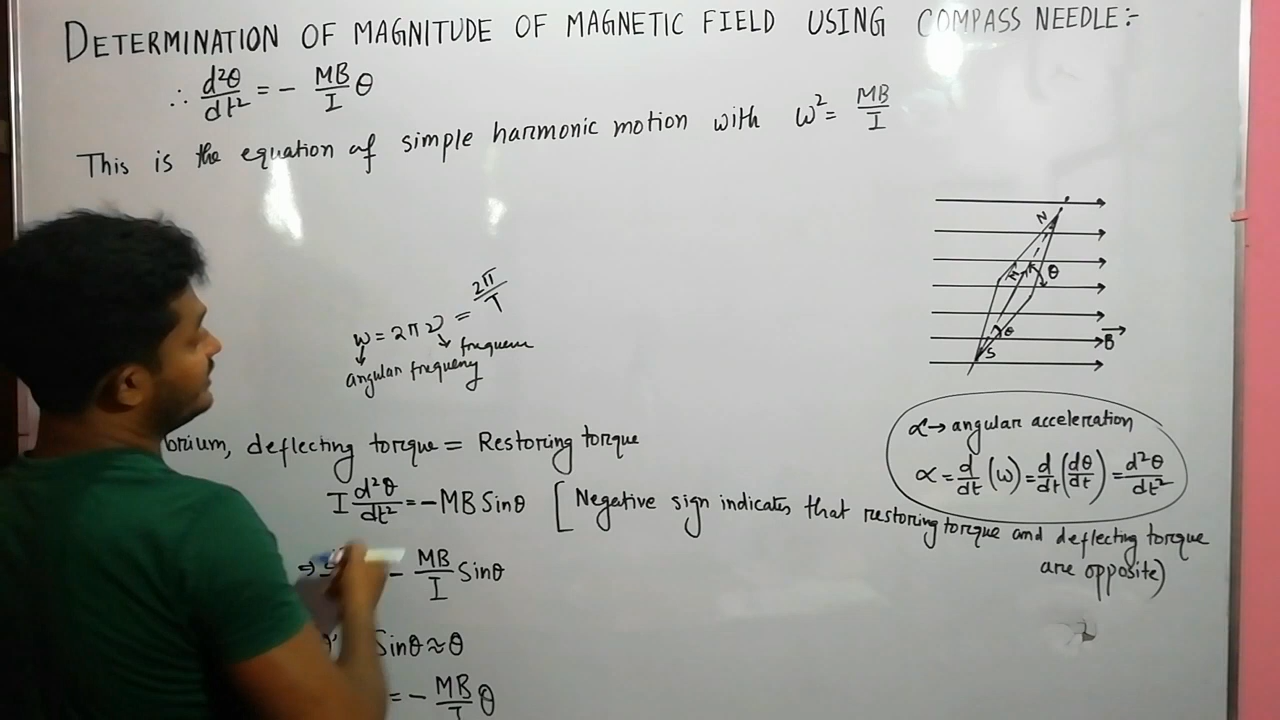 DETERMINATION OF MAGNITUDE OF MAGNETIC FIELD USING COMPASS NEEDLE:-
∴ d²θ/dt² = - MB/I θ
This is the equation of simple harmonic motion with ω² = MB/I
N
θ
θ
S
B→
ω = 2πν = 2π/T
angular frequency
α → angular acceleration
α = d/dt (ω) = d/dt (dθ/dt) = d²θ/dt²
deflecting torque = Restoring torque
I d²θ/dt² = -MB Sinθ [Negative sign indicates that restoring torque and deflecting torque
are opposite)
⇒ - MB/I Sinθ
Sinθ ≈ θ
= - MB/I θ